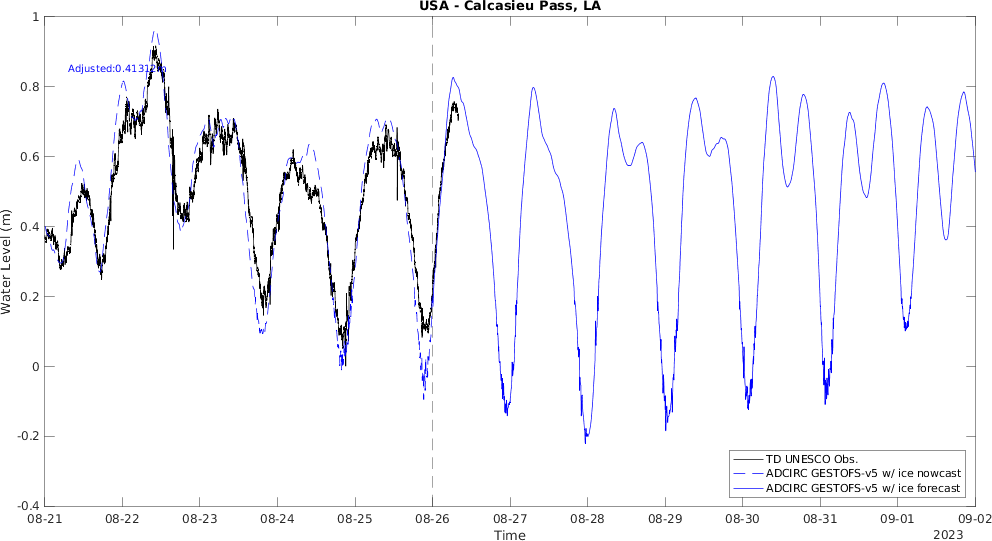 USA - Calcasieu Pass, LA
1
0.8
0.6
0.4
0.2
0
-0.2
-0.4
Water Level (m)
Adjusted:0.4131
TD UNESCO Obs.
ADCIRC GESTOFS-v5 w/ ice nowcast
ADCIRC GESTOFS-v5 w/ ice forecast
08-21 08-22 08-23 08-24 08-25 08-26 08-27 08-28 08-29 08-30 08-31 09-01 09-02
Time
2023